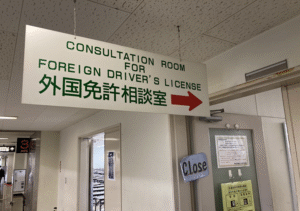 CONSULTATION ROOM
FOR
FOREIGN DRIVER'S LICENSE
外国免許相談室
Close